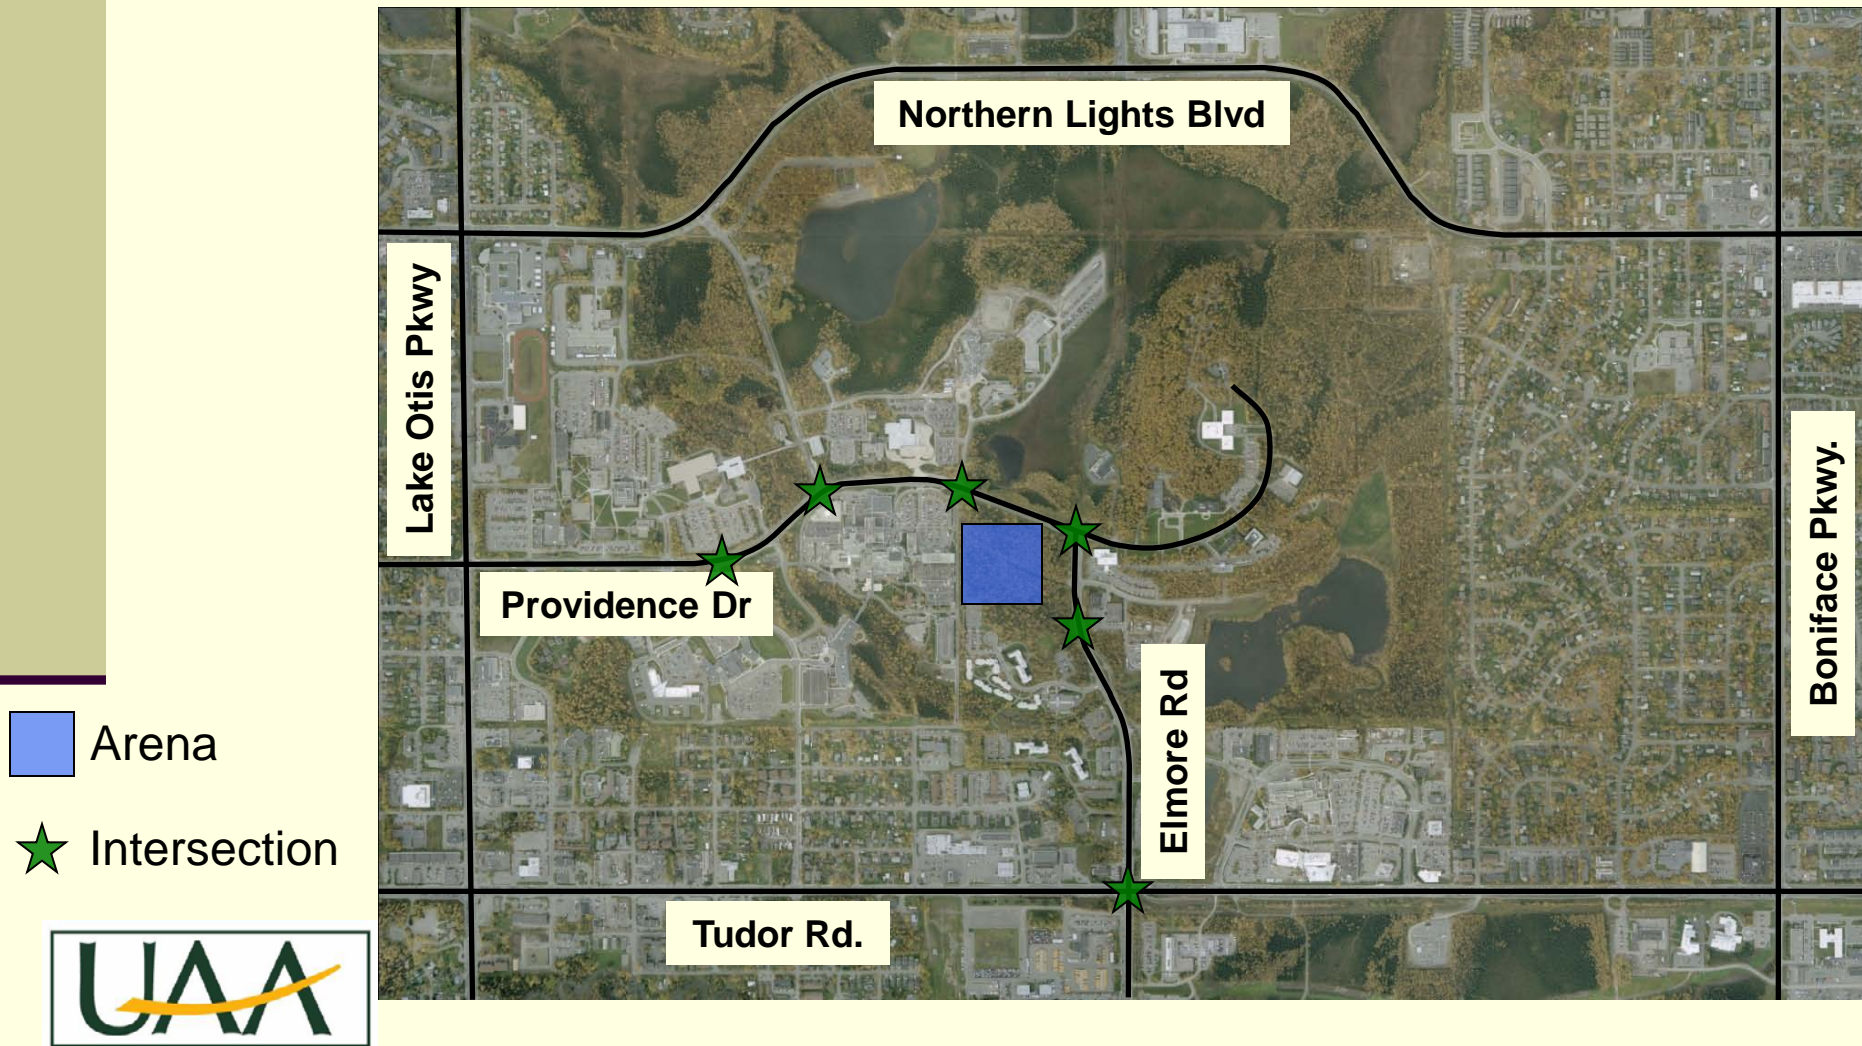 Northern Lights Blvd
Lake Otis Pkwy
Boniface Pkwy.
Providence Dr
Elmore Rd
Tudor Rd.
Arena
Intersection
UAA